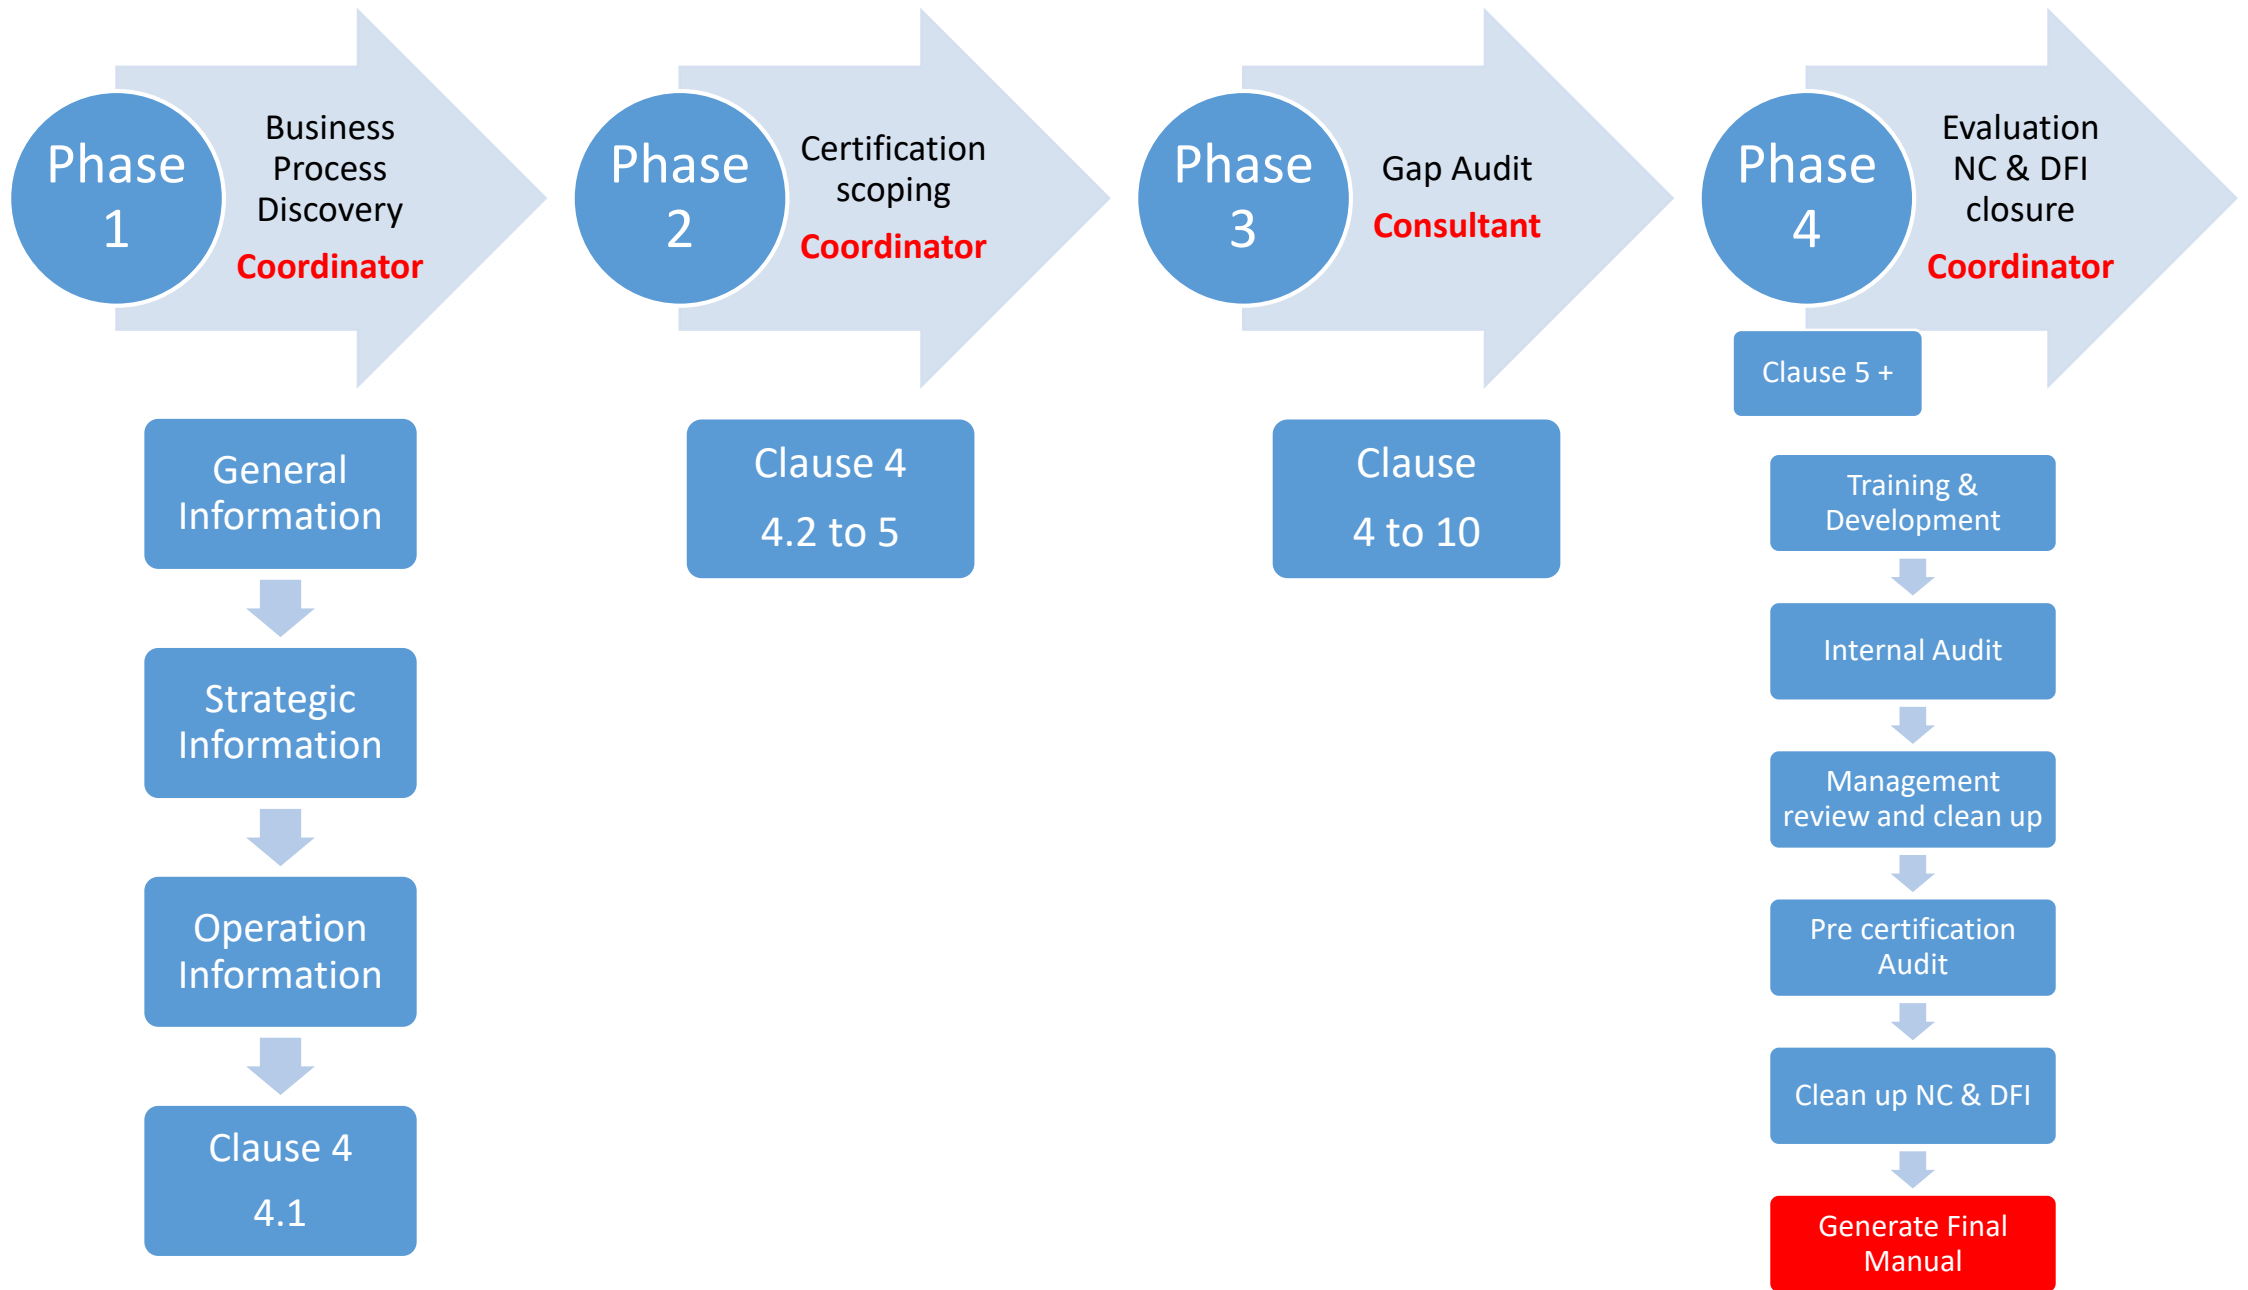 Phase
1
Business
Process
Discovery
Coordinator
Phase
2
Certification
scoping
Coordinator
Phase
3
Gap Audit
Consultant
Phase
4
Evaluation
NC & DFI
closure
Coordinator
General
Information
Strategic
Information
Operation
Information
Clause 4
4.1
Clause 4
4.2 to 5
Clause
4 to 10
Clause 5 +
Training &
Development
Internal Audit
Management
review and clean up
Pre certification
Audit
Clean up NC & DFI
Generate Final
Manual